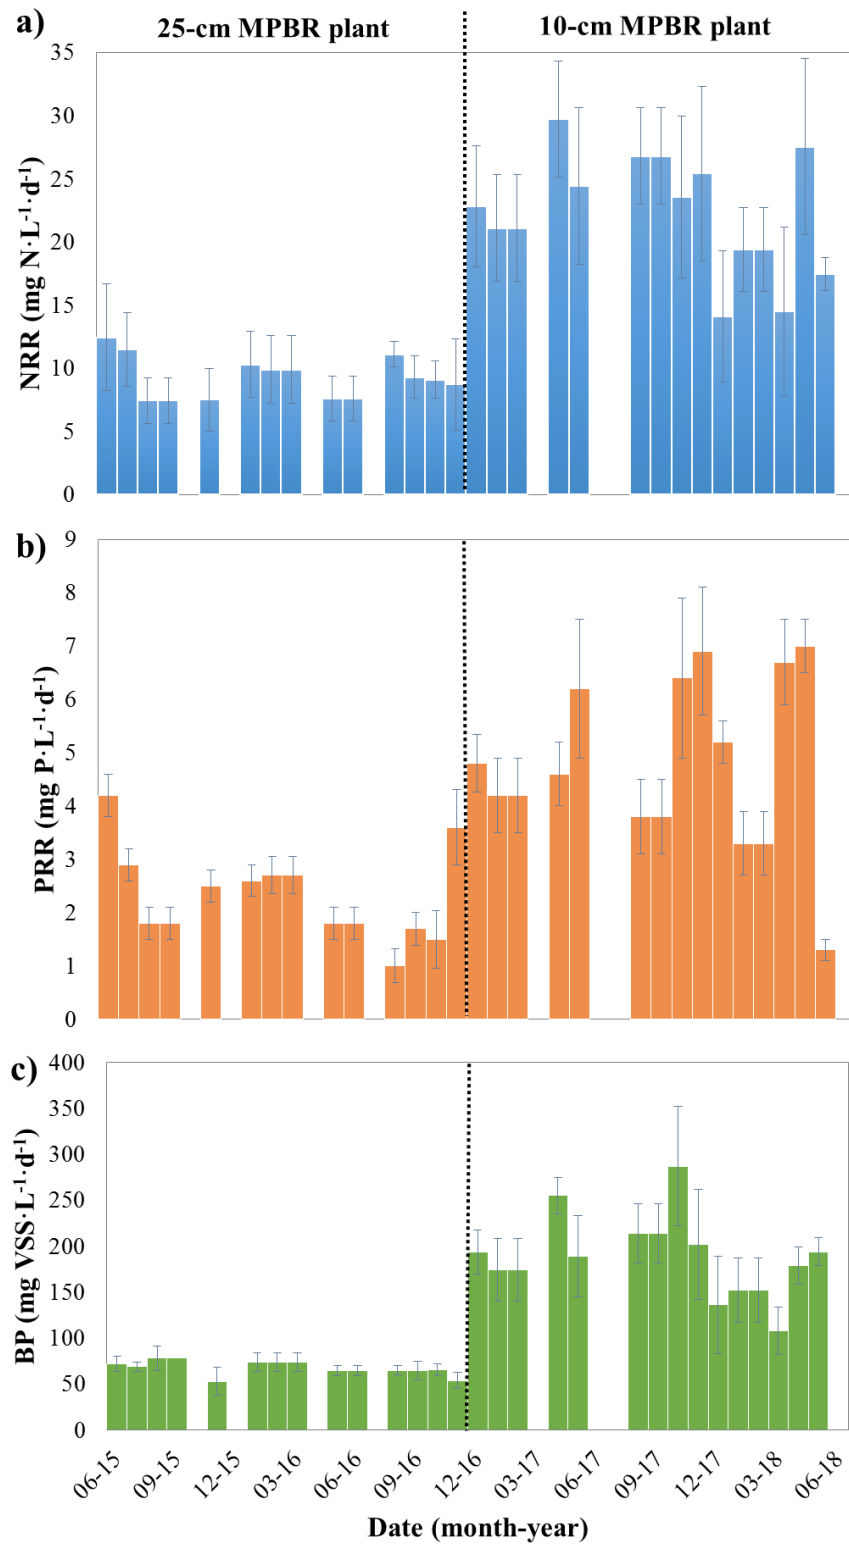 a)
25-cm MPBR plant
10-cm MPBR plant
NRR (mg N·L⁻¹·d⁻¹)
35
30
25
20
15
10
5
0
b)
PRR (mg P·L⁻¹·d⁻¹)
9
8
7
6
5
4
3
2
1
0
c)
BP (mg VSS·L⁻¹·d⁻¹)
400
350
300
250
200
150
100
50
0
06-15 09-15 12-15 03-16 06-16 09-16 12-16 03-17 06-17 09-17 12-17 03-18 06-18
Date (month-year)